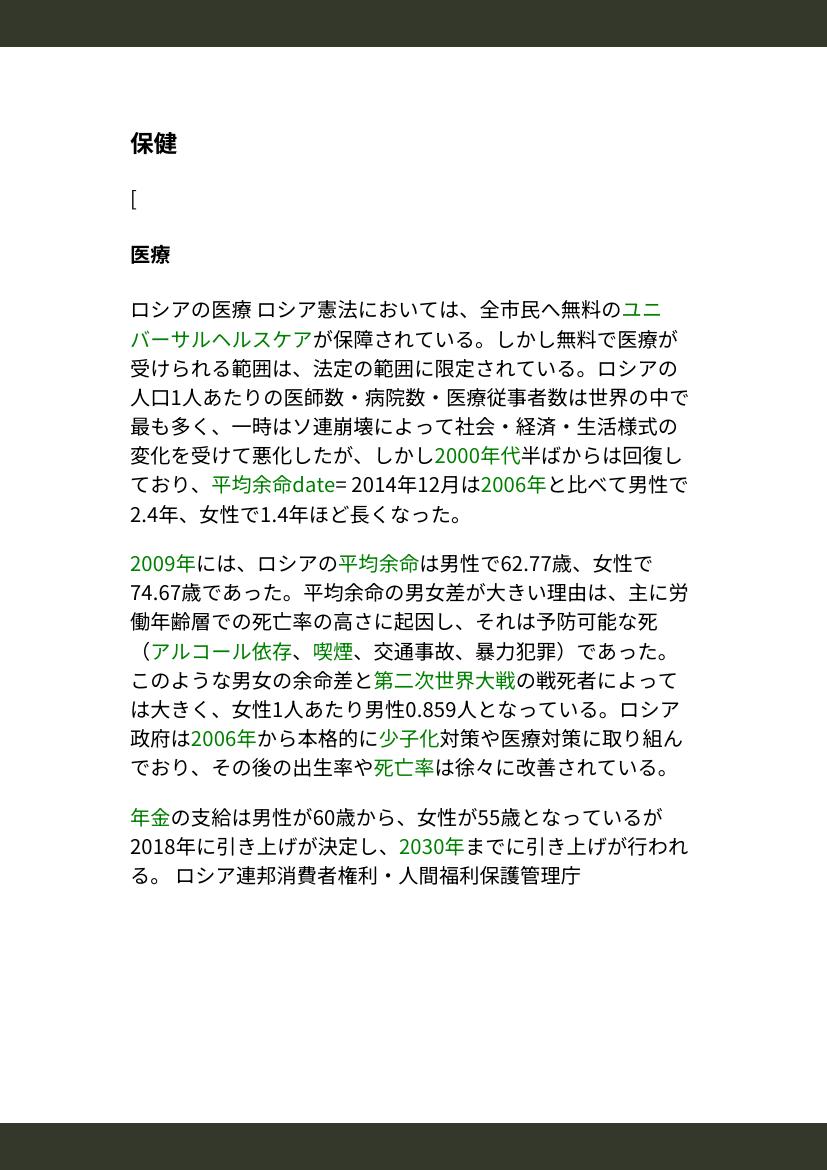 保健
[
医療
ロシアの医療 ロシア憲法においては、全市民へ無料のユニ
バーサルヘルスケアが保障されている。しかし無料で医療が
受けられる範囲は、法定の範囲に限定されている。ロシアの
人口1人あたりの医師数・病院数・医療従事者数は世界の中で
最も多く、一時はソ連崩壊によって社会・経済・生活様式の
変化を受けて悪化したが、しかし2000年代半ばからは回復し
ており、平均余命date= 2014年12月は2006年と比べて男性で
2.4年、女性で1.4年ほど長くなった。
2009年には、ロシアの平均余命は男性で62.77歳、女性で
74.67歳であった。平均余命の男女差が大きい理由は、主に労
働年齢層での死亡率の高さに起因し、それは予防可能な死
（アルコール依存、喫煙、交通事故、暴力犯罪）であった。
このような男女の余命差と第二次世界大戦の戦死者によって
は大きく、女性1人あたり男性0.859人となっている。ロシア
政府は2006年から本格的に少子化対策や医療対策に取り組ん
でおり、その後の出生率や死亡率は徐々に改善されている。
年金の支給は男性が60歳から、女性が55歳となっているが
2018年に引き上げが決定し、2030年までに引き上げが行われ
る。 ロシア連邦消費者権利・人間福利保護管理庁